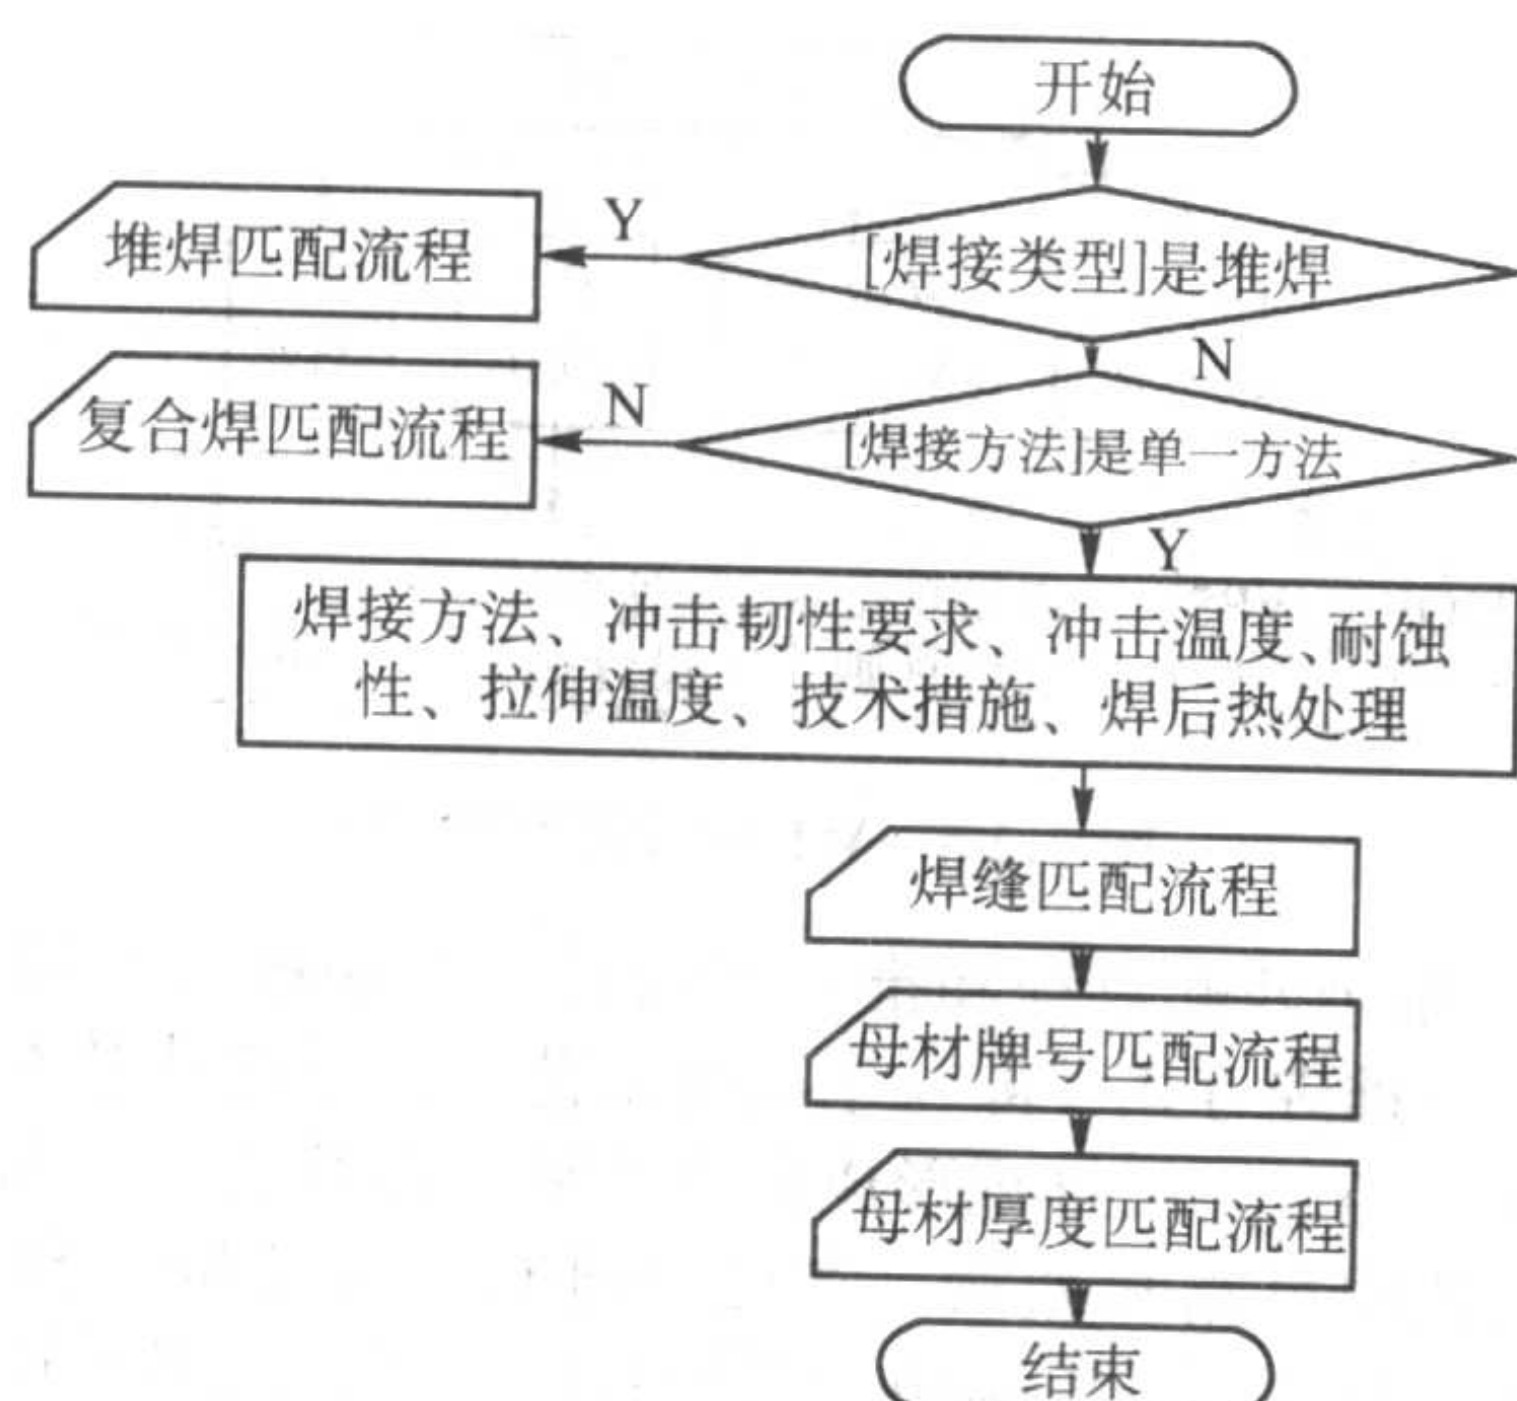 开始
Y
堆焊匹配流程
[焊接类型]是堆焊
N
N
复合焊匹配流程
[焊接方法]是单一方法
Y
焊接方法、冲击韧性要求、冲击温度、耐蚀
性、拉伸温度、技术措施、焊后热处理
焊缝匹配流程
母材牌号匹配流程
母材厚度匹配流程
结束